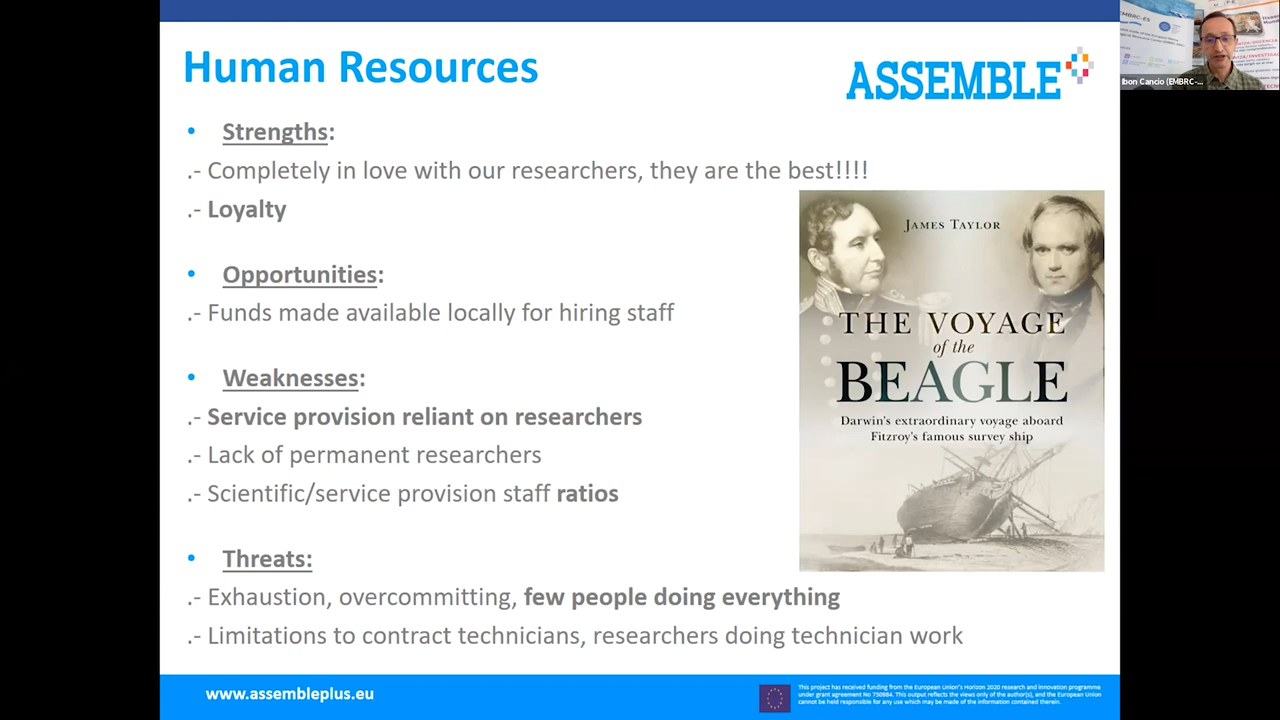 Human Resources
ASSEMBLE
• Strengths:
.- Completely in love with our researchers, they are the best!!!!
.- Loyalty
• Opportunities:
.- Funds made available locally for hiring staff
• Weaknesses:
.- Service provision reliant on researchers
.- Lack of permanent researchers
.- Scientific/service provision staff ratios
• Threats:
.- Exhaustion, overcommitting, few people doing everything
.- Limitations to contract technicians, researchers doing technician work
JAMES TAYLOR
THE VOYAGE
of the
BEAGLE
Darwin's extraordinary voyage aboard
Fitzroy's famous survey ship
www.assembleplus.eu
This project has received funding from the European Union's Horizon 2020 research and innovation programme
under grant agreement No 730984. This output reflects the views only of the author(s), and the European Union
cannot be held responsible for any use which may be made of the information contained therein.
EMBRC-ES
Ibon Cancio (EMBRC-...